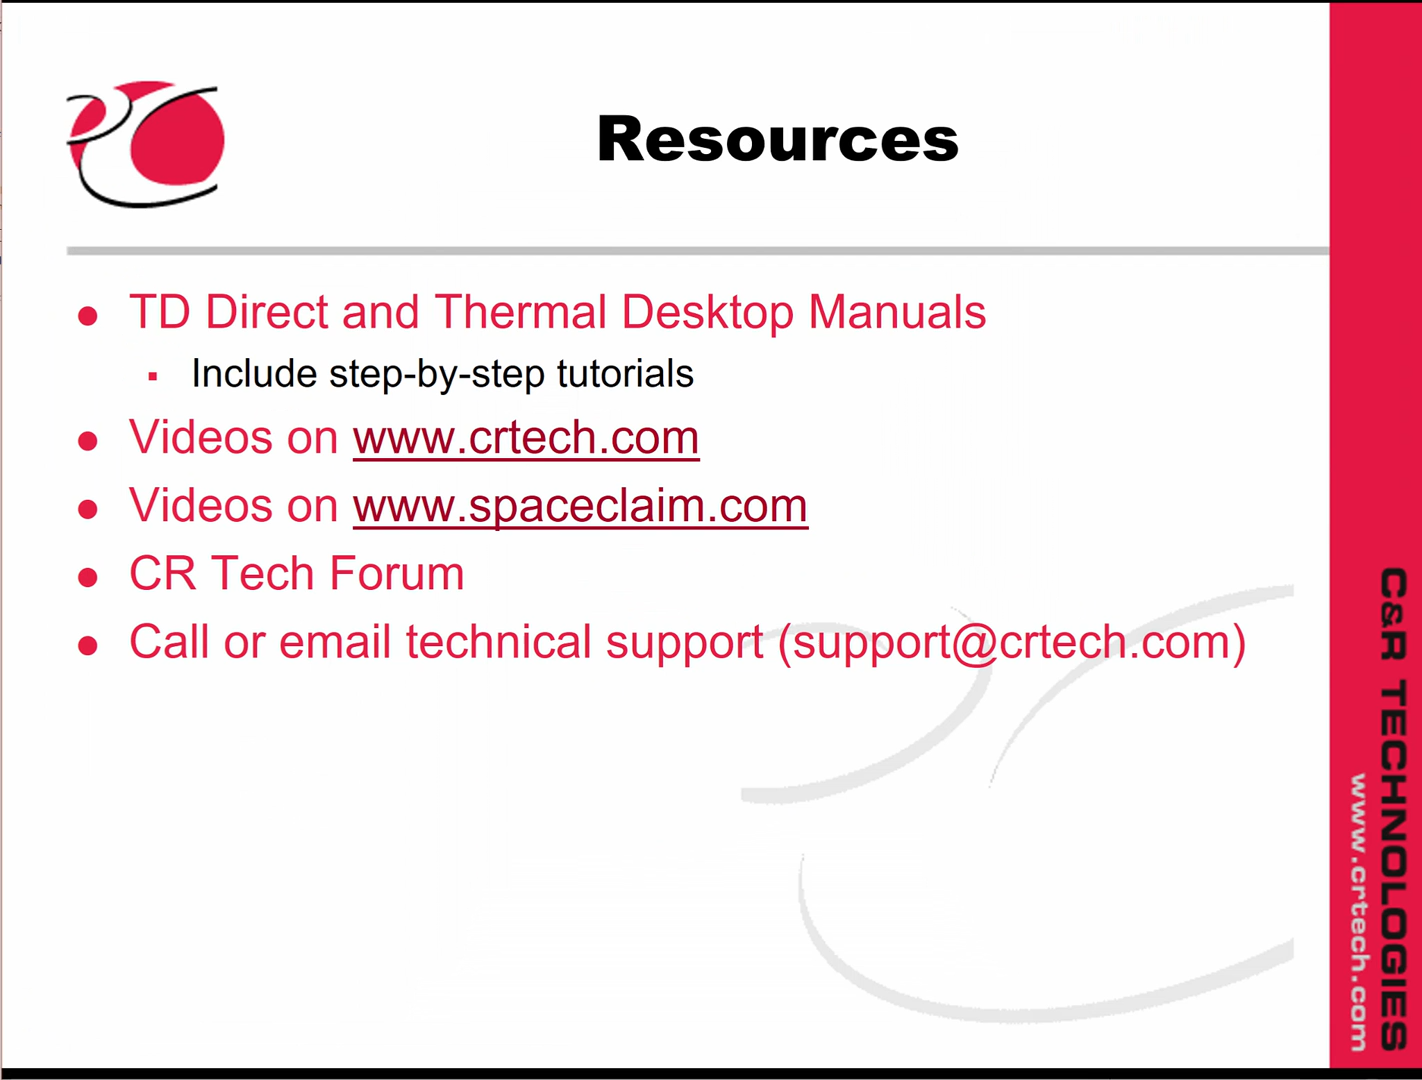 Resources
TD Direct and Thermal Desktop Manuals
Include step-by-step tutorials
Videos on www.crtech.com
Videos on www.spaceclaim.com
CR Tech Forum
Call or email technical support (support@crtech.com)
C&R TECHNOLOGIES
www.crtech.com